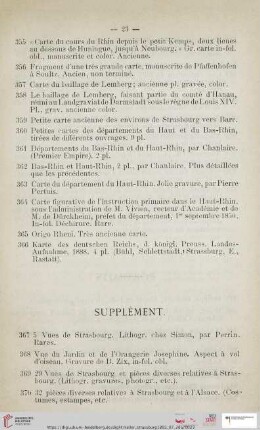 — 27 —
355 « Carte du cours du Rhin depuis le petit Kempe, deux lieues
au dessous de Huningue, jusqu'à Neubourg. » Gr. carte in-fol.
obl., manuscrite et color. Ancienne.
356 Fragment d'une très grande carte, manuscrite de Pfaffenhofen
à Soultz. Ancien, non terminé.
357 Carte du bailliage de Lemberg; ancienne pl. gravée, color.
358 Le bailliage de Lemberg, faisant partie du comté d'Hanau,
réuni au Landgraviat de Darmstadt sous le règne de Louis XIV.
Pl., grav. ancienne color.
359 Petite carte ancienne des environs de Strasbourg vers Barr.
360 Petites cartes des départements du Haut et du Bas-Rhin,
tirées de différents ouvrages. 9 pl.
361 Départements du Bas-Rhin et du Haut-Rhin, par Chanlaire.
(Premier Empire). 2 pl.
362 Bas-Rhin et Haut-Rhin, 2 pl., par Chanlaire. Plus détaillées
que les précédentes.
363 Carte du département du Haut-Rhin. Jolie gravure, par Pierre
Pertuis.
364 Carte figurative de l'instruction primaire dans le Haut-Rhin,
sous l'administration de M. Vivien, recteur d'Académie et de
M. de Dürckheim, préfet du département, 1er septembre 1850.
In-fol. Déchirure. Rare.
365 Origo Rheni. Très ancienne carte.
366 Karte des deutschen Reichs, d. königl. Preuss. Landes-
Aufnahme, 1888. 4 pl. (Bühl, Schlettstadt, Strassburg, E.,
Rastatt).
SUPPLÉMENT.
367 5 Vues de Strasbourg. Lithogr. chez Simon, par Perrin.
Rares.
368 Vue du Jardin et de l'Orangerie Joséphine. Aspect à vol
d'oiseau. Gravure de B. Zix, in-fol. obl.
369 29 Vues de Strasbourg et pièces diverses relatives à Stras-
bourg. (Lithogr. gravures, photogr., etc.).
370 32 pièces diverses relatives à Strasbourg et à l'Alsace. (Cos-
tumes, estampes, etc.